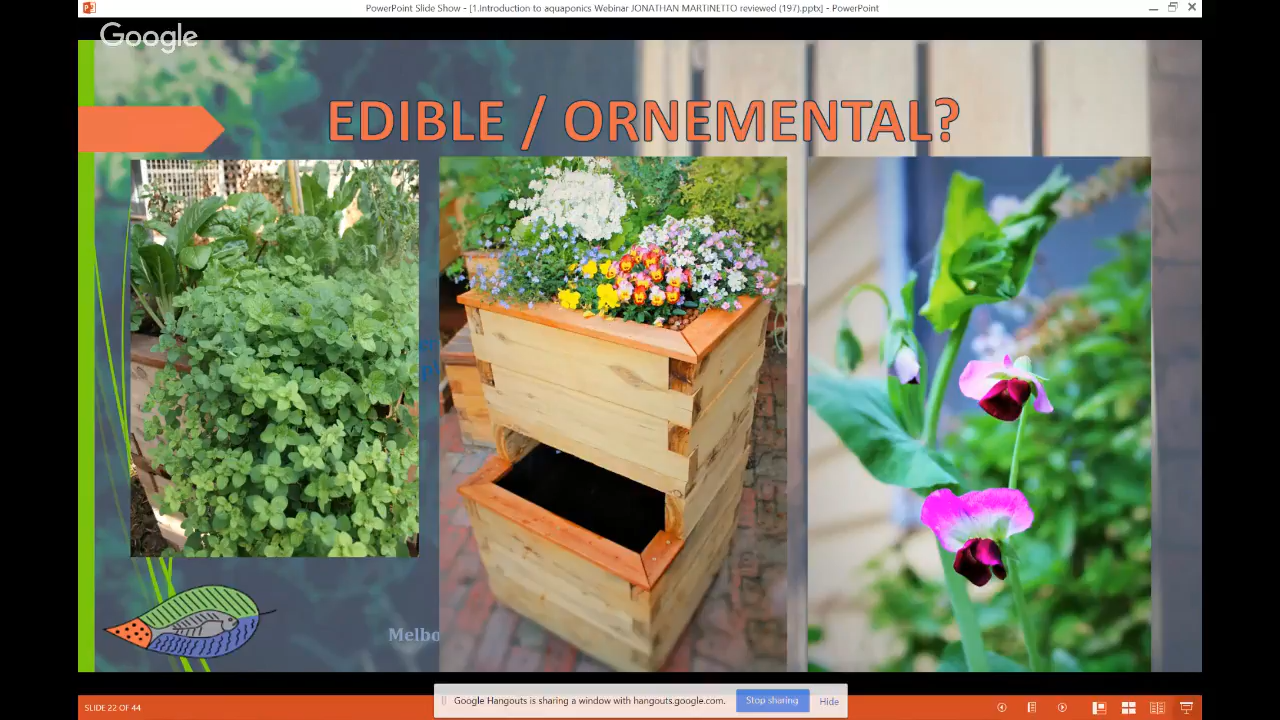 PowerPoint Slide Show - [1.Introduction to aquaponics Webinar JONATHAN MARTINETTO reviewed (197).pptx] - PowerPoint
Google
EDIBLE / ORNEMENTAL?
Melbo
Google Hangouts is sharing a window with hangouts.google.com.
Stop sharing
Hide
SLIDE 22 OF 44